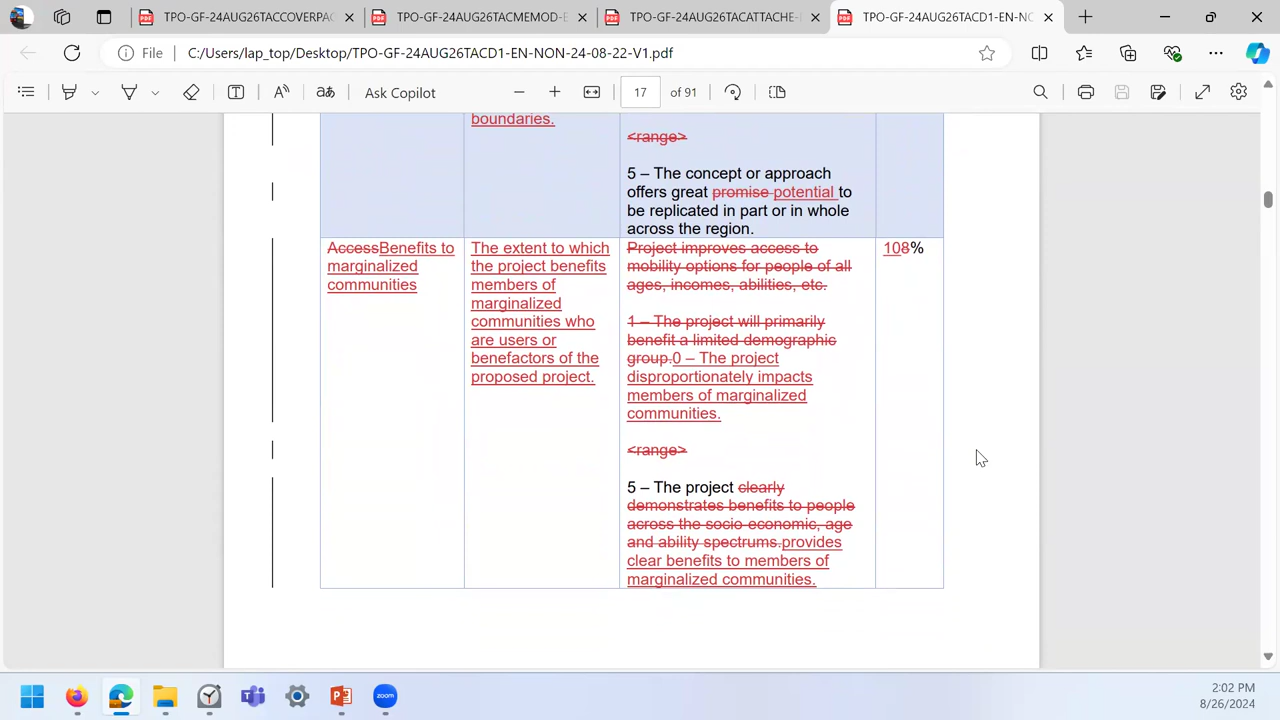 TPO-GF-24AUG26TACCOVERPAC
TPO-GF-24AUG26TACMEMOD-E
TPO-GF-24AUG26TACATTACHE-
TPO-GF-24AUG26TACD1-EN-NC
File
C:/Users/lap_top/Desktop/TPO-GF-24AUG26TACD1-EN-NON-24-08-22-V1.pdf
Ask Copilot
17 of 91
boundaries.
<range>
5 – The concept or approach
offers great promise potential to
be replicated in part or in whole
across the region.
AccessBenefits to
marginalized
communities
The extent to which
the project benefits
members of
marginalized
communities who
are users or
benefactors of the
proposed project.
Project improves access to
mobility options for people of all
ages, incomes, abilities, etc.
1 – The project will primarily
benefit a limited demographic
group.0 – The project
disproportionately impacts
members of marginalized
communities.
<range>
5 – The project clearly
demonstrates benefits to people
across the socio-economic, age
and ability spectrums.provides
clear benefits to members of
marginalized communities.
108%
zoom
2:02 PM
8/26/2024